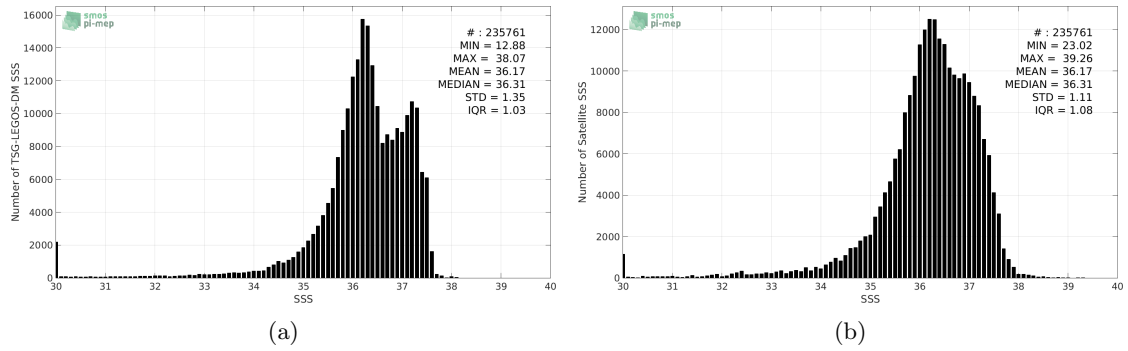 smos
pi-mep
# : 235761
MIN = 12.88
MAX = 38.07
MEAN = 36.17
MEDIAN = 36.31
STD = 1.35
IQR = 1.03
Number of TSG-LEGOS-DM SSS
16000
14000
12000
10000
8000
6000
4000
2000
0
30 31 32 33 34 35 36 37 38 39 40
SSS
(a)
smos
pi-mep
# : 235761
MIN = 23.02
MAX = 39.26
MEAN = 36.17
MEDIAN = 36.31
STD = 1.11
IQR = 1.08
Number of Satellite SSS
12000
10000
8000
6000
4000
2000
0
30 31 32 33 34 35 36 37 38 39 40
SSS
(b)